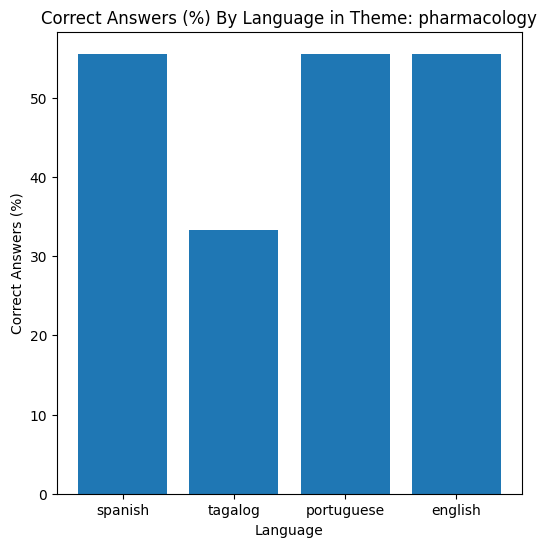 Correct Answers (%) By Language in Theme: pharmacology
Correct Answers (%)
50
40
30
20
10
0
spanish tagalog portuguese english
Language